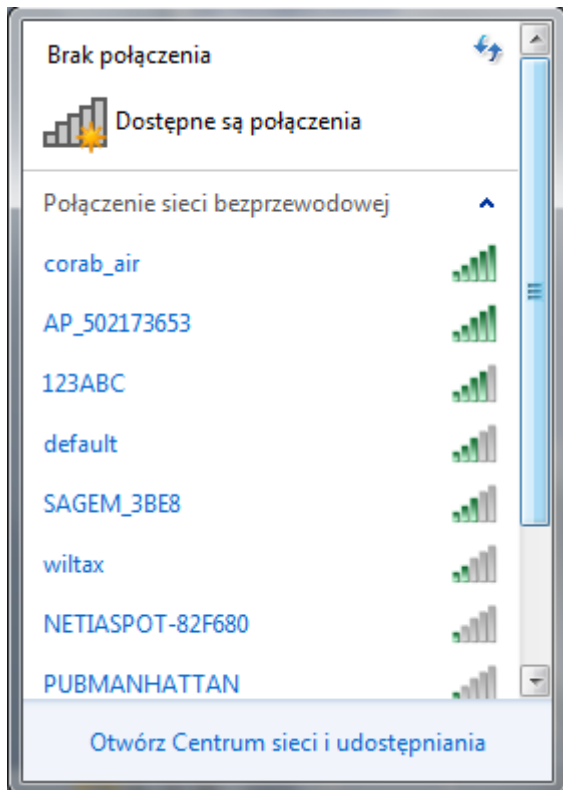 Brak połączenia
Dostępne są połączenia
Połączenie sieci bezprzewodowej
corab_air
AP_502173653
123ABC
default
SAGEM_3BE8
wiltax
NETIASPOT-82F680
PUBMANHATTAN
Otwórz Centrum sieci i udostępniania